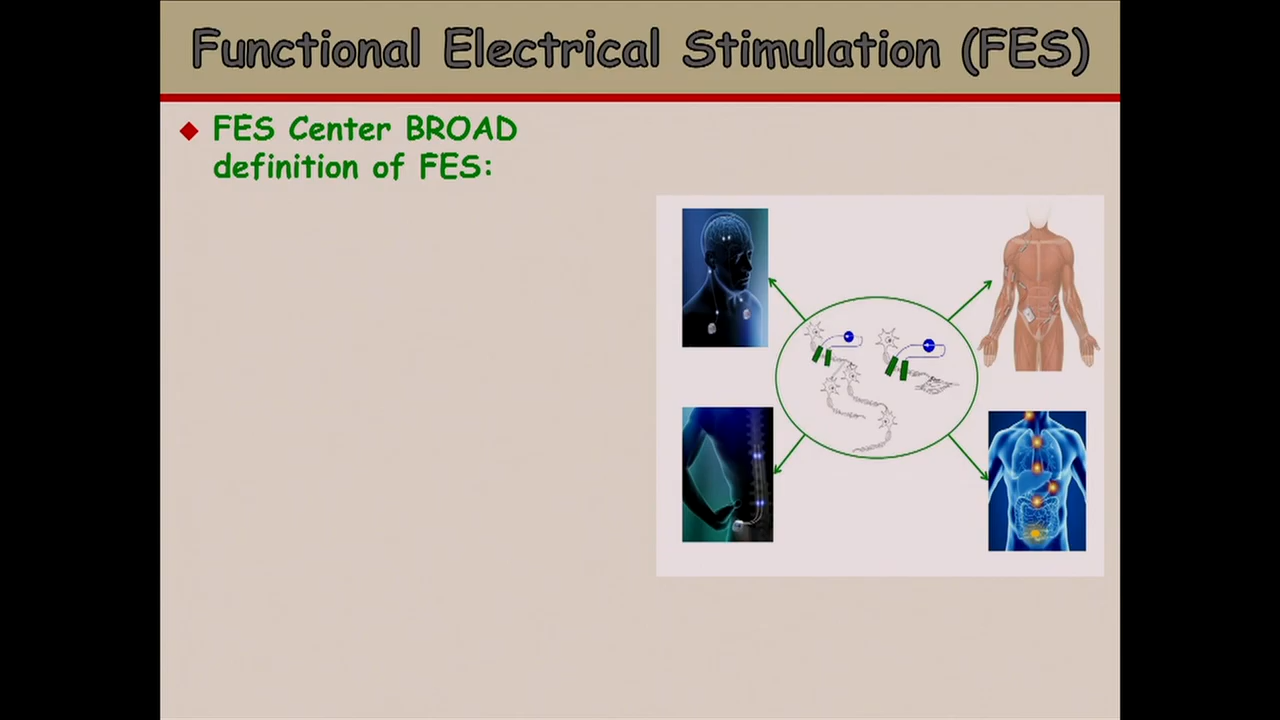 Functional Electrical Stimulation (FES)
FES Center BROAD
definition of FES: